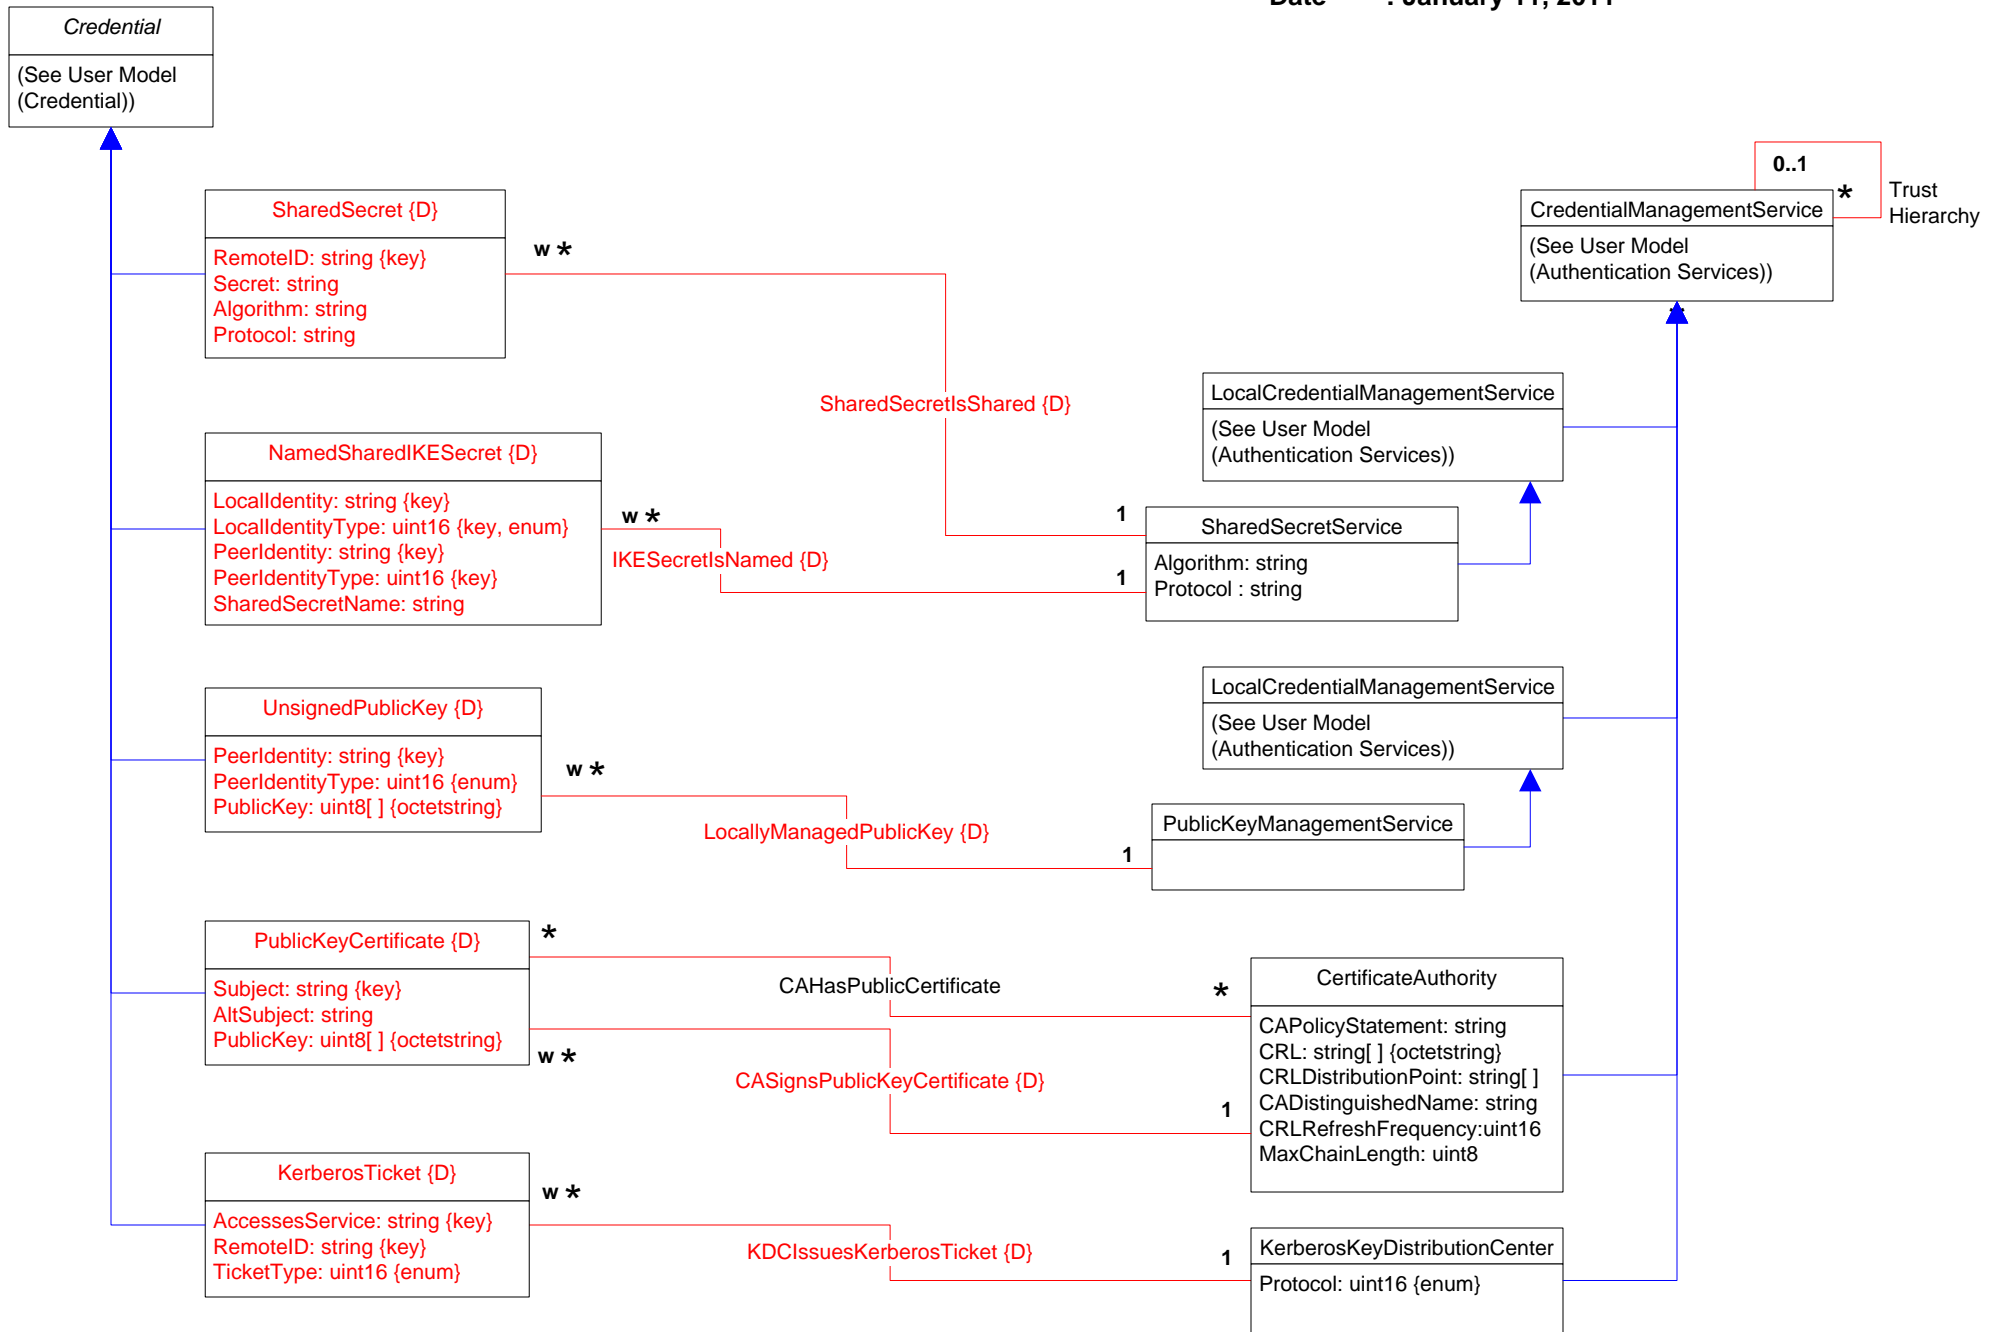 Date : January 11, 2011
Credential
(See User Model
(Credential))
0..1
*
Trust
Hierarchy
CredentialManagementService
(See User Model
(Authentication Services))
*
SharedSecret {D}
RemoteID: string {key}
Secret: string
Algorithm: string
Protocol: string
w *
SharedSecretIsShared {D}
LocalCredentialManagementService
(See User Model
(Authentication Services))
NamedSharedIKESecret {D}
LocalIdentity: string {key}
LocalIdentityType: uint16 {key, enum}
PeerIdentity: string {key}
PeerIdentityType: uint16 {key}
SharedSecretName: string
w *
IKESecretIsNamed {D}
1
1
SharedSecretService
Algorithm: string
Protocol : string
UnsignedPublicKey {D}
PeerIdentity: string {key}
PeerIdentityType: uint16 {enum}
PublicKey: uint8[ ] {octetstring}
w *
LocallyManagedPublicKey {D}
1
LocalCredentialManagementService
(See User Model
(Authentication Services))
PublicKeyManagementService
PublicKeyCertificate {D}
Subject: string {key}
AltSubject: string
PublicKey: uint8[ ] {octetstring}
*
CAHasPublicCertificate
*
w *
CASignsPublicKeyCertificate {D}
1
CertificateAuthority
CAPolicyStatement: string
CRL: string[ ] {octetstring}
CRLDistributionPoint: string[ ]
CADistinguishedName: string
CRLRefreshFrequency:uint16
MaxChainLength: uint8
KerberosTicket {D}
AccessesService: string {key}
RemoteID: string {key}
TicketType: uint16 {enum}
w *
KDCIssuesKerberosTicket {D}
1
KerberosKeyDistributionCenter
Protocol: uint16 {enum}